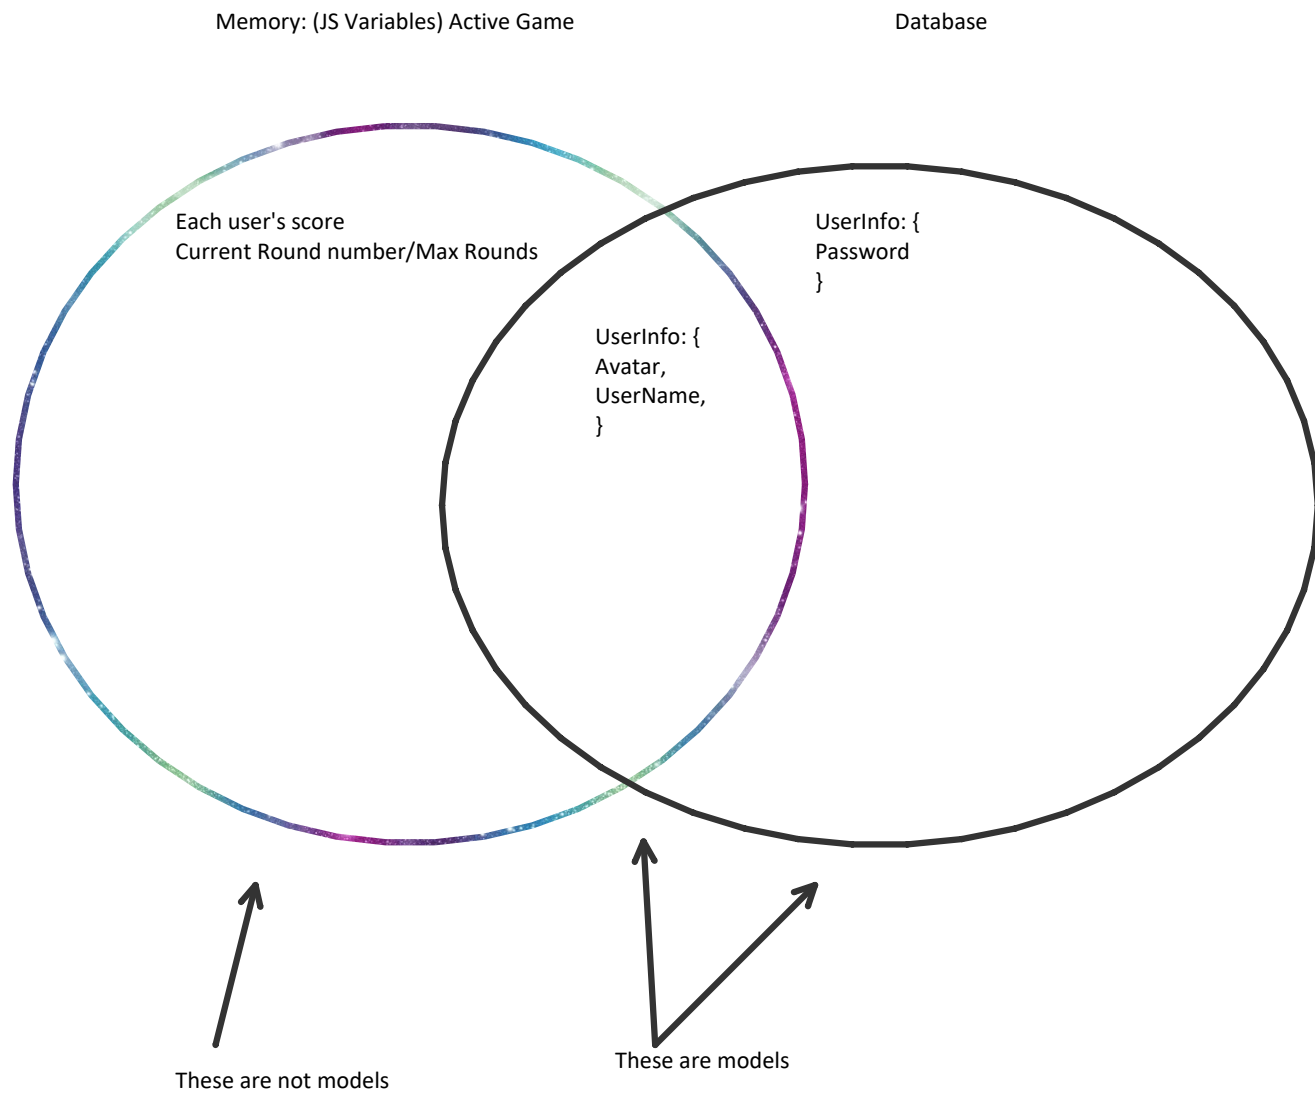 Memory: (JS Variables) Active Game
Database
Each user's score
Current Round number/Max Rounds
UserInfo: {
Password
}
UserInfo: {
Avatar,
UserName,
}
These are not models
These are models